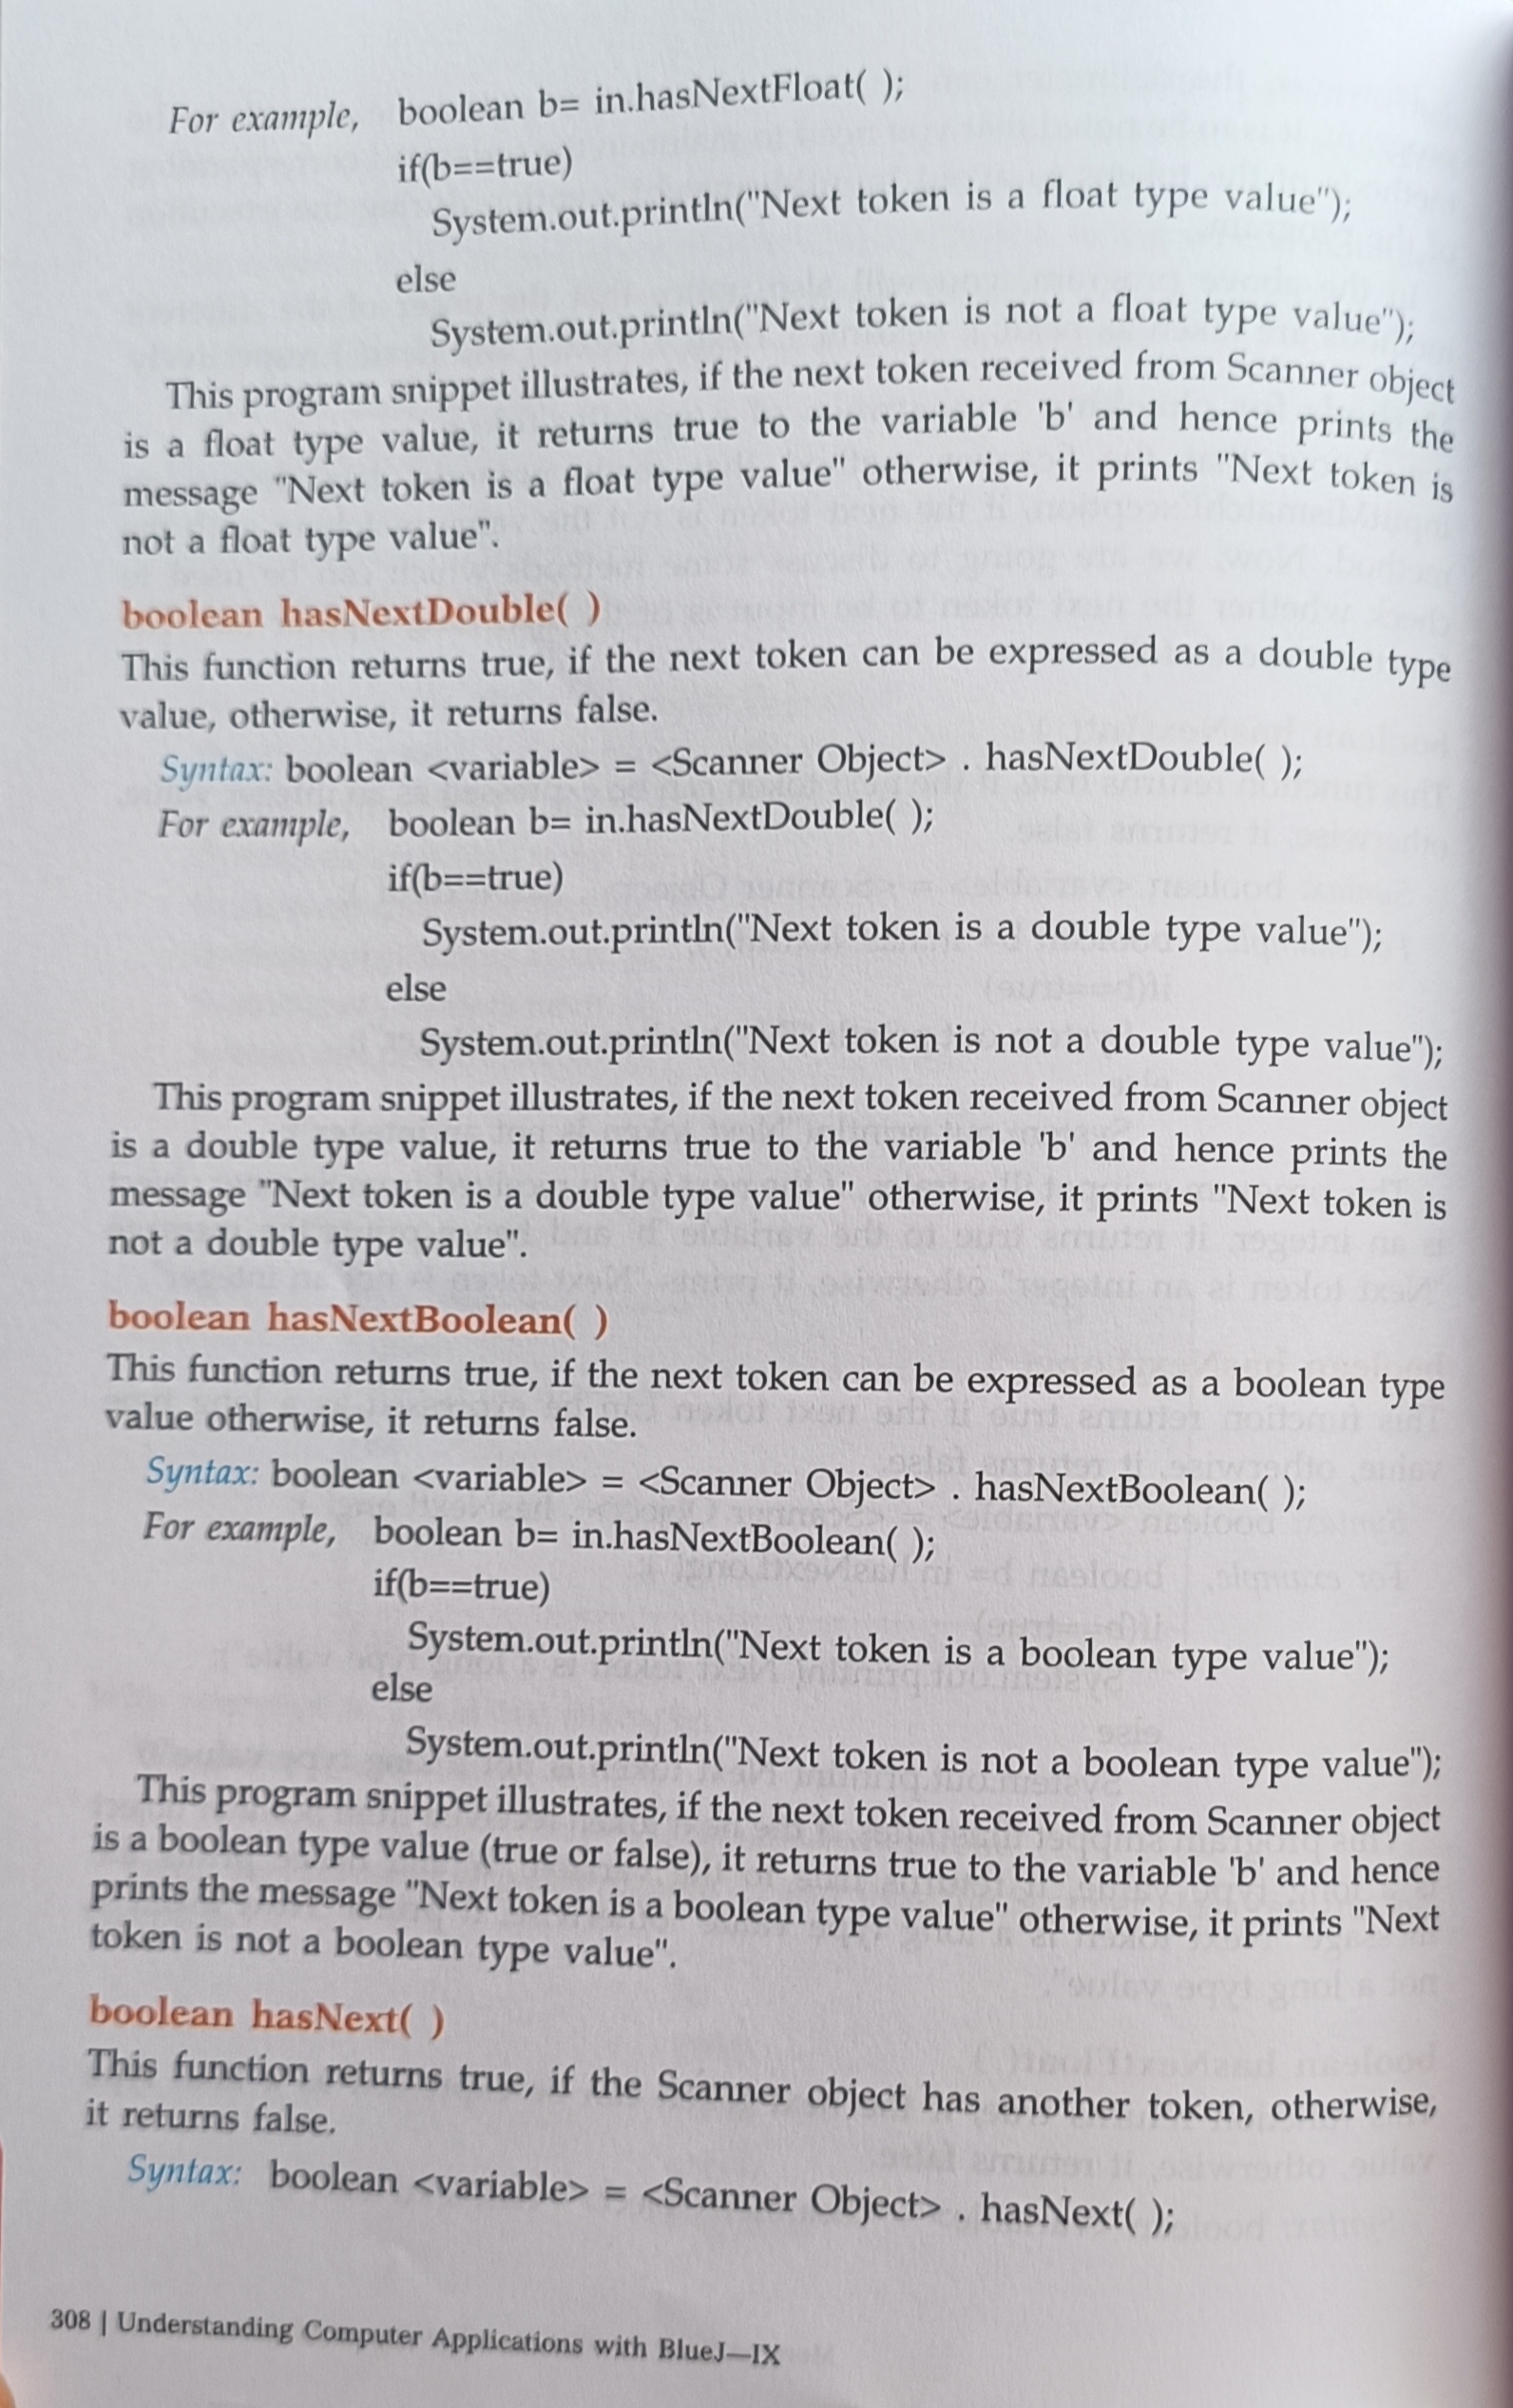 For example, boolean b= in.hasNextFloat( );
if(b==true)
System.out.println("Next token is a float type value");
else
System.out.println("Next token is not a float type value");
This program snippet illustrates, if the next token received from Scanner object
is a float type value, it returns true to the variable 'b' and hence prints the
message "Next token is a float type value" otherwise, it prints "Next token is
not a float type value".
boolean hasNextDouble( )
This function returns true, if the next token can be expressed as a double type
value, otherwise, it returns false.
Syntax: boolean <variable> = <Scanner Object> . hasNextDouble( );
For example, boolean b= in.hasNextDouble( );
if(b==true)
System.out.println("Next token is a double type value");
else
System.out.println("Next token is not a double type value");
This program snippet illustrates, if the next token received from Scanner object
is a double type value, it returns true to the variable 'b' and hence prints the
message "Next token is a double type value" otherwise, it prints "Next token is
not a double type value".
boolean hasNextBoolean( )
This function returns true, if the next token can be expressed as a boolean type
value otherwise, it returns false.
Syntax: boolean <variable> = <Scanner Object> . hasNextBoolean( );
For example, boolean b= in.hasNextBoolean( );
if(b==true)
System.out.println("Next token is a boolean type value");
else
System.out.println("Next token is not a boolean type value");
This program snippet illustrates, if the next token received from Scanner object
is a boolean type value (true or false), it returns true to the variable 'b' and hence
prints the message "Next token is a boolean type value" otherwise, it prints "Next
token is not a boolean type value".
boolean hasNext( )
This function returns true, if the Scanner object has another token, otherwise,
it returns false.
Syntax: boolean <variable> = <Scanner Object> . hasNext( );
308 | Understanding Computer Applications with BlueJ—IX